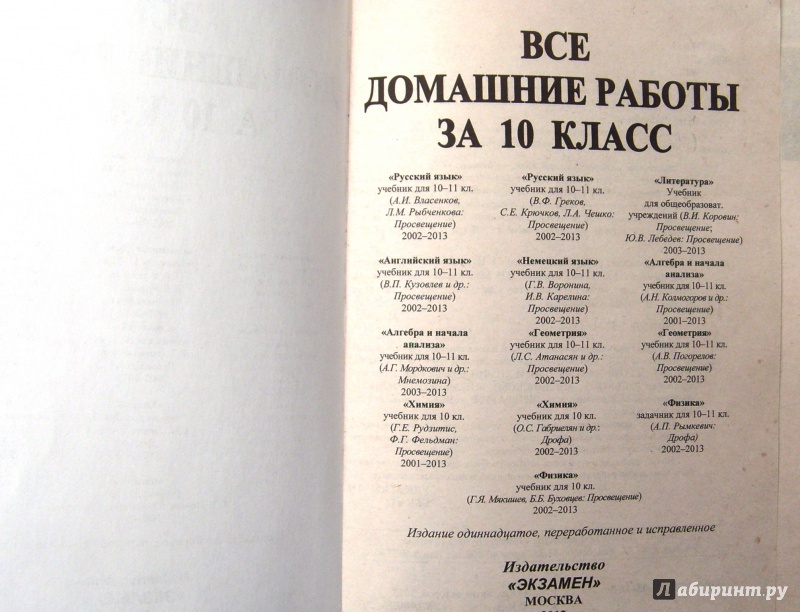 ВСЕ
ДОМАШНИЕ РАБОТЫ
ЗА 10 КЛАСС
«Русский язык»
учебник для 10–11 кл.
(А.И. Власенков,
Л.М. Рыбченкова:
Просвещение)
2002–2013
«Русский язык»
учебник для 10–11 кл.
(В.Ф. Греков,
С.Е. Крючков, Л.А. Чешко:
Просвещение)
2002–2013
«Литература»
Учебник
для общеобразоват.
учреждений (В.И. Коровин;
Просвещение;
Ю.В. Лебедев: Просвещение)
2003–2013
«Английский язык»
учебник для 10–11 кл.
(В.П. Кузовлев и др.:
Просвещение)
2002–2013
«Немецкий язык»
учебник для 10–11 кл.
(Г.В. Воронина,
И.В. Карелина:
Просвещение)
2002–2013
«Алгебра и начала
анализа»
учебник для 10–11 кл.
(А.Н. Колмогоров и др.:
Просвещение)
2001–2013
«Алгебра и начала
анализа»
учебник для 10–11 кл.
(А.Г. Мордкович и др.:
Мнемозина)
2003–2013
«Геометрия»
учебник для 10–11 кл.
(Л.С. Атанасян и др.:
Просвещение)
2002–2013
«Геометрия»
учебник для 10–11 кл.
(А.В. Погорелов:
Просвещение)
2002–2013
«Химия»
учебник для 10 кл.
(Г.Е. Рудзитис,
Ф.Г. Фельдман:
Просвещение)
2001–2013
«Химия»
учебник для 10 кл.
(О.С. Габриелян и др.:
Дрофа)
2002–2013
«Физика»
задачник для 10–11 кл.
(А.П. Рымкевич:
Дрофа)
2002–2013
«Физика»
учебник для 10 кл.
(Г.Я. Мякишев, Б.Б. Буховцев: Просвещение)
2002–2013
Издание одиннадцатое, переработанное и исправленное
Издательство
«ЭКЗАМЕН»
МОСКВА
Лабиринт.ру